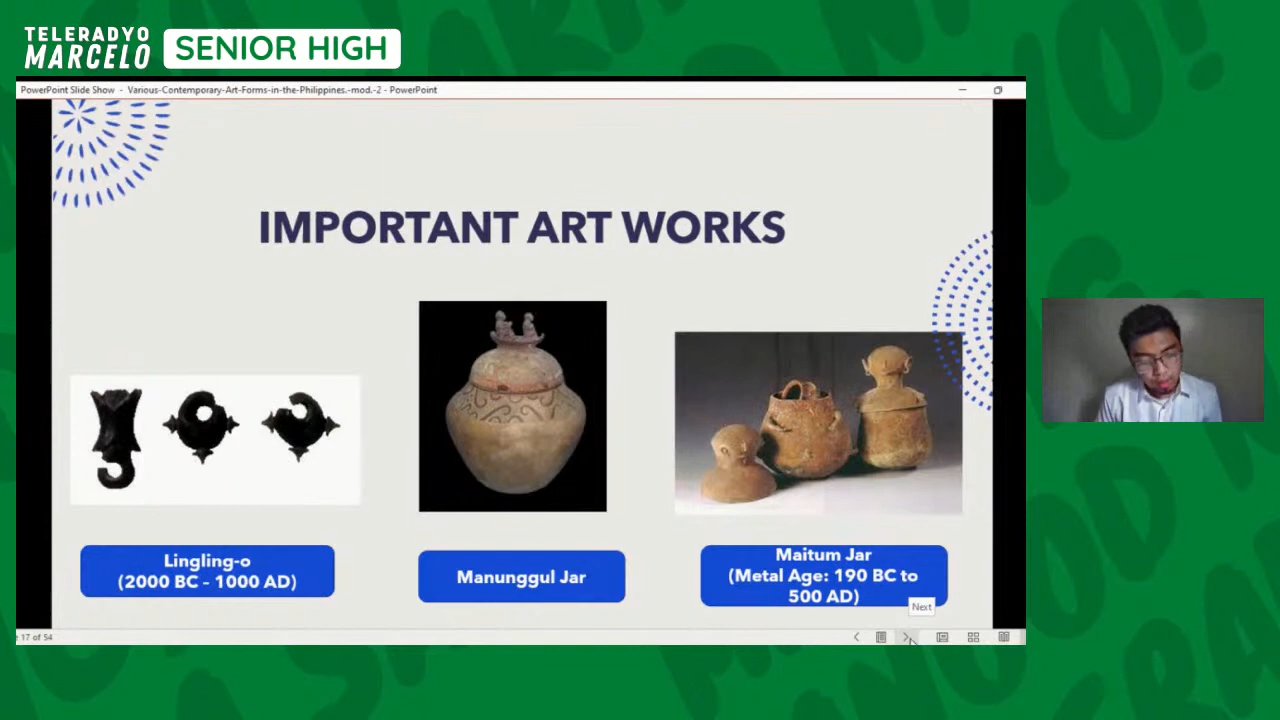 TELERADYO
MARCELO
SENIOR HIGH
PowerPoint Slide Show - Various-Contemporary-Art-Forms-in-the-Philippines.-mod.-2 - PowerPoint
IMPORTANT ART WORKS
Lingling-o
(2000 BC – 1000 AD)
Manunggul Jar
Maitum Jar
(Metal Age: 190 BC to
500 AD)
Next
17 of 54